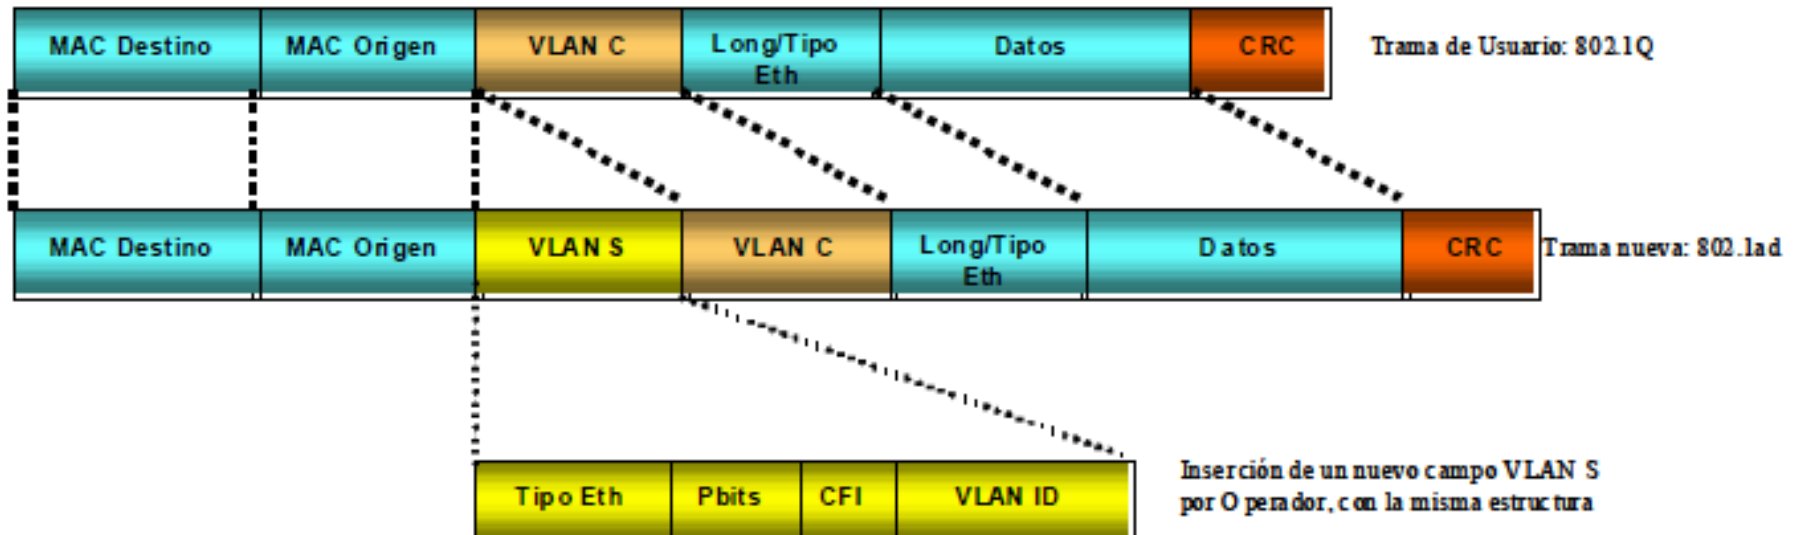 MAC Destino MAC Origen VLAN C Long/Tipo Eth Datos CRC Trama de Usuario: 802.1Q
MAC Destino MAC Origen VLAN S VLAN C Long/Tipo Eth Datos CRC Trama nueva: 802.1ad
Tipo Eth Pbits CFI VLAN ID
Inserción de un nuevo campo VLAN S
por Operador, con la misma estructura